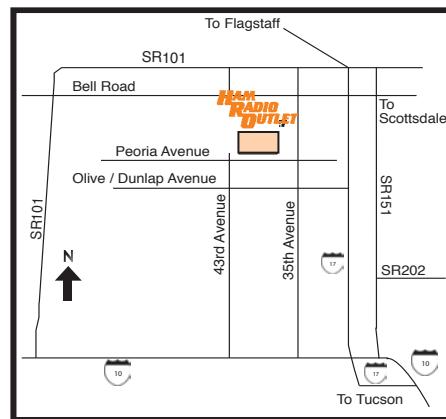 To Flagstaff
SR101
Bell Road
HAM
RADIO
OUTLET
To
Scottsdale
Peoria Avenue
Olive / Dunlap Avenue
SR101
43rd Avenue
35th Avenue
SR151
N
17
SR202
10
17
10
To Tucson